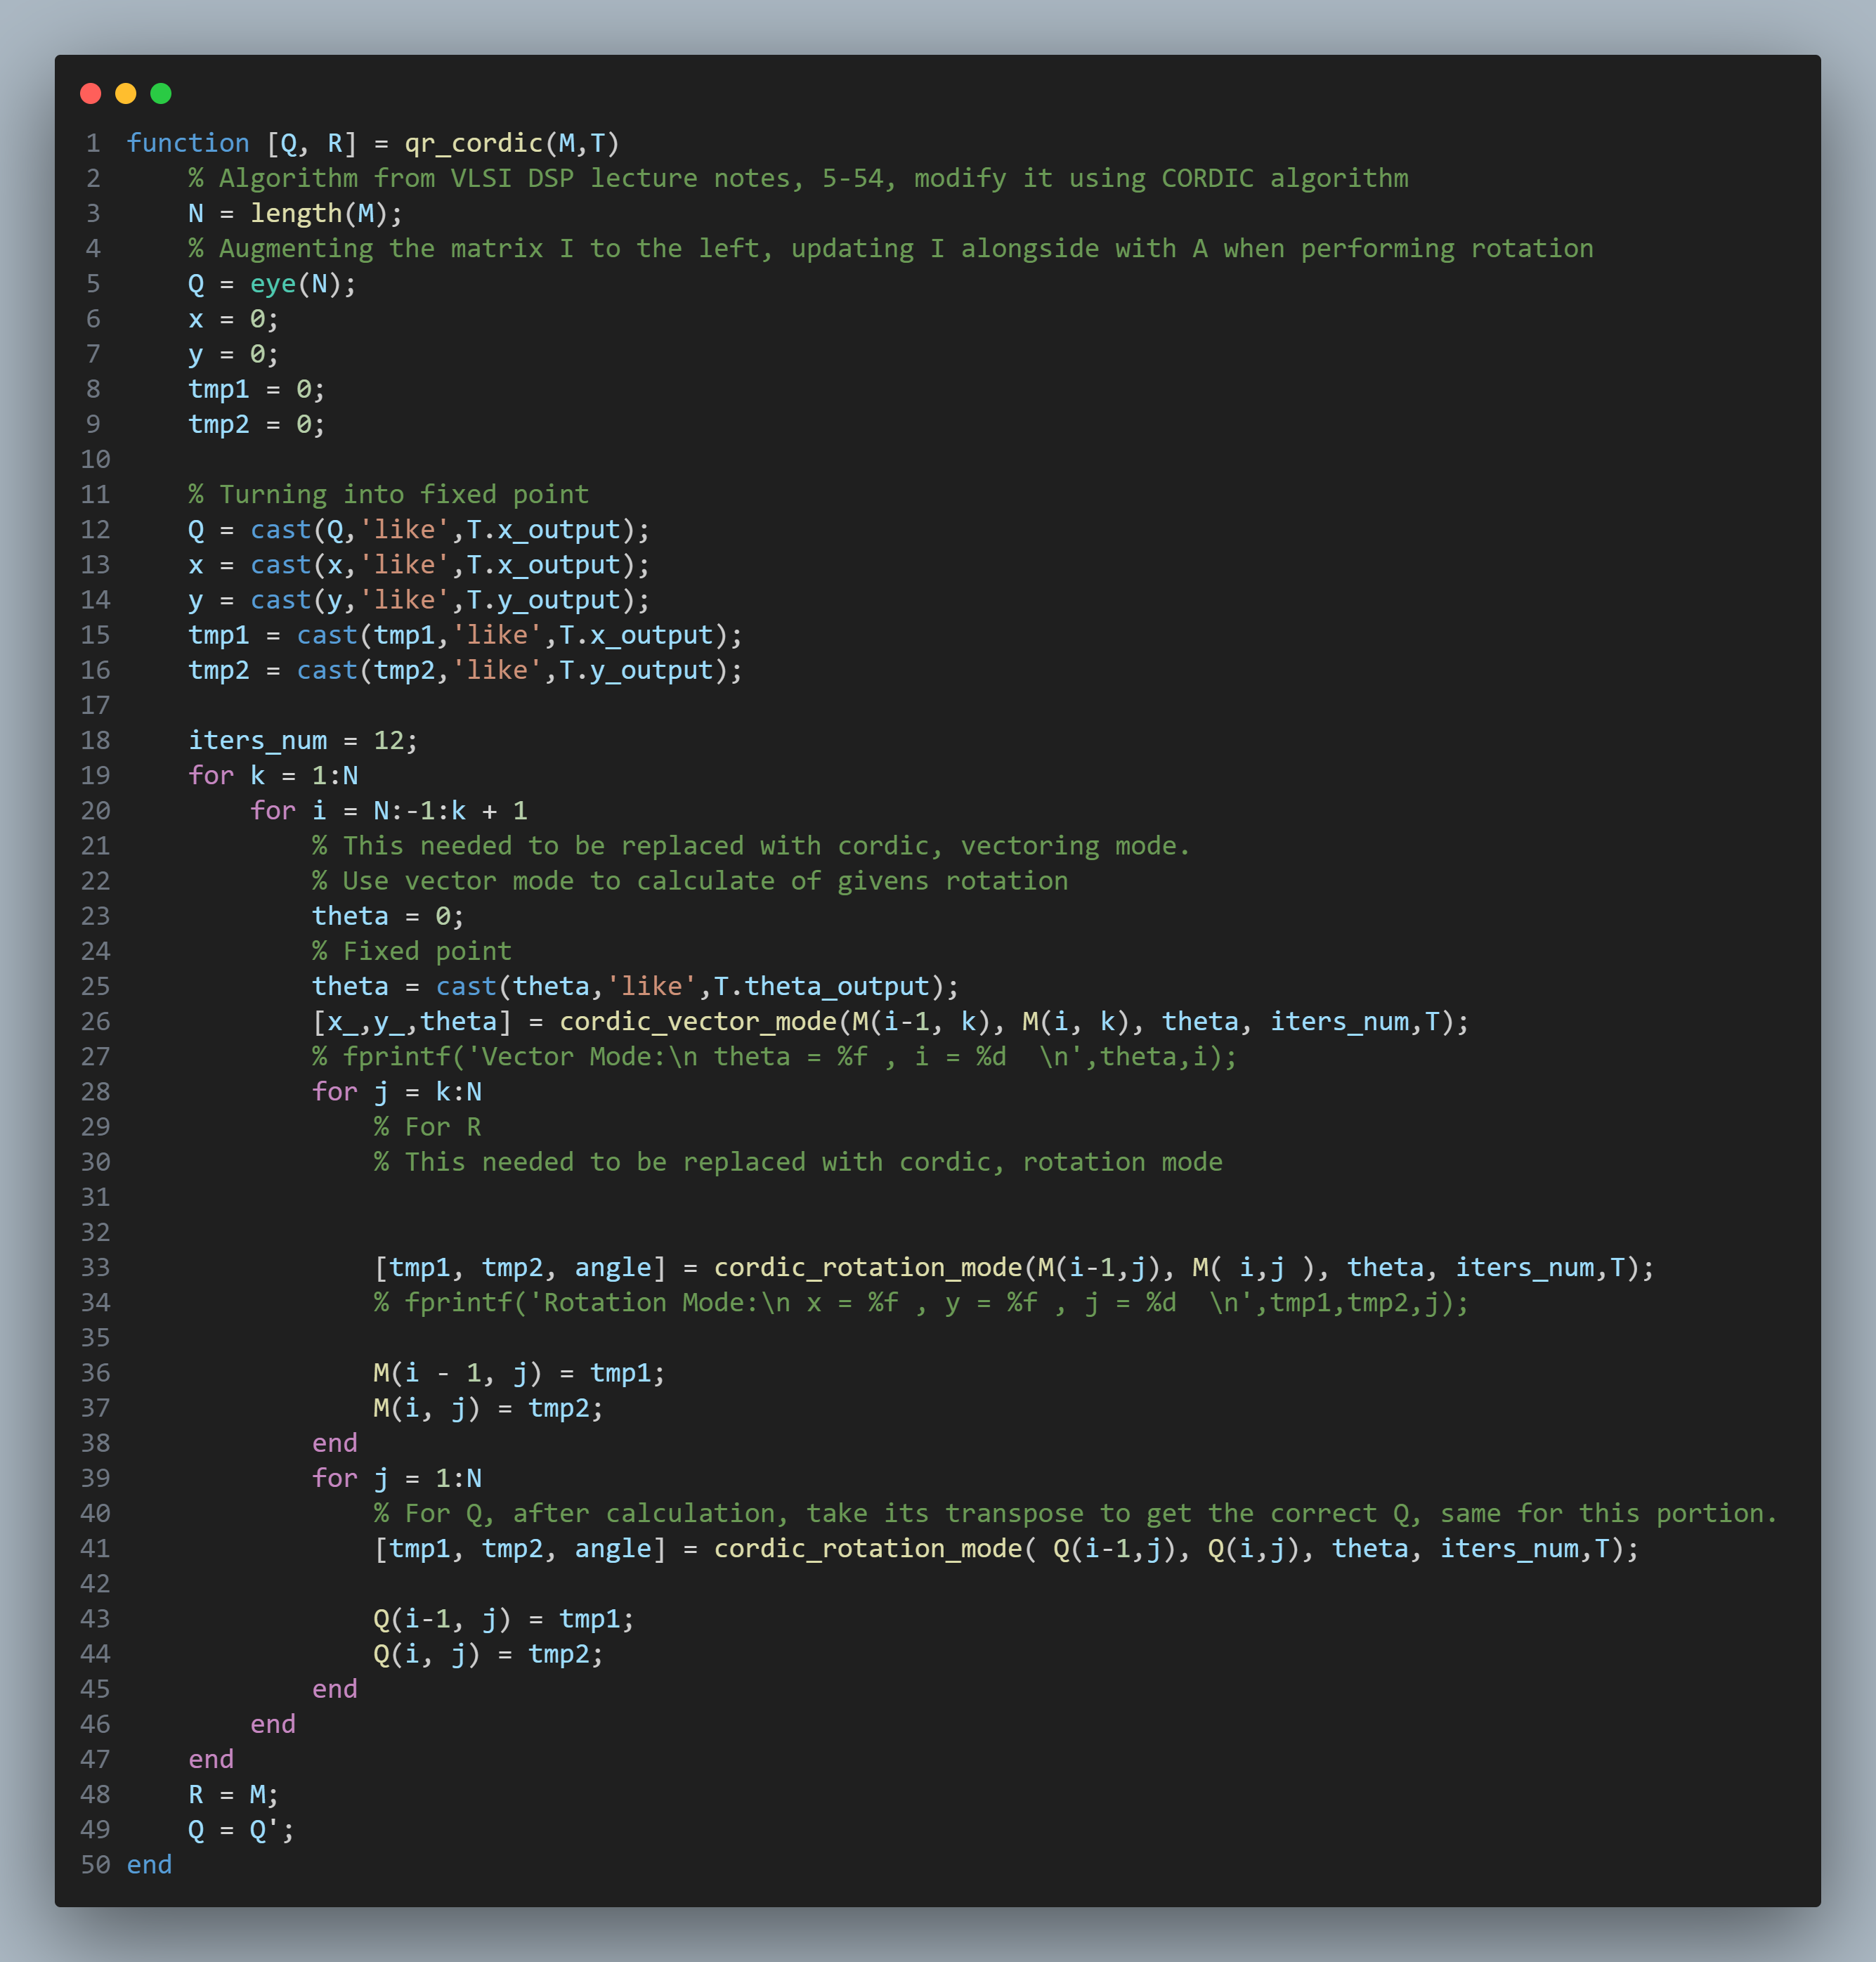 1 function [Q, R] = qr_cordic(M,T)
2     % Algorithm from VLSI DSP lecture notes, 5-54, modify it using CORDIC algorithm
3     N = length(M);
4     % Augmenting the matrix I to the left, updating I alongside with A when performing rotation
5     Q = eye(N);
6     x = 0;
7     y = 0;
8     tmp1 = 0;
9     tmp2 = 0;
10
11     % Turning into fixed point
12     Q = cast(Q,'like',T.x_output);
13     x = cast(x,'like',T.x_output);
14     y = cast(y,'like',T.y_output);
15     tmp1 = cast(tmp1,'like',T.x_output);
16     tmp2 = cast(tmp2,'like',T.y_output);
17
18     iters_num = 12;
19     for k = 1:N
20         for i = N:-1:k + 1
21             % This needed to be replaced with cordic, vectoring mode.
22             % Use vector mode to calculate of givens rotation
23             theta = 0;
24             % Fixed point
25             theta = cast(theta,'like',T.theta_output);
26             [x_,y_,theta] = cordic_vector_mode(M(i-1, k), M(i, k), theta, iters_num,T);
27             % fprintf('Vector Mode:\n theta = %f , i = %d  \n',theta,i);
28             for j = k:N
29                 % For R
30                 % This needed to be replaced with cordic, rotation mode
31
32
33                 [tmp1, tmp2, angle] = cordic_rotation_mode(M(i-1,j), M( i,j ), theta, iters_num,T);
34                 % fprintf('Rotation Mode:\n x = %f , y = %f , j = %d  \n',tmp1,tmp2,j);
35
36                 M(i - 1, j) = tmp1;
37                 M(i, j) = tmp2;
38             end
39             for j = 1:N
40                 % For Q, after calculation, take its transpose to get the correct Q, same for this portion.
41                 [tmp1, tmp2, angle] = cordic_rotation_mode( Q(i-1,j), Q(i,j), theta, iters_num,T);
42
43                 Q(i-1, j) = tmp1;
44                 Q(i, j) = tmp2;
45             end
46         end
47     end
48     R = M;
49     Q = Q';
50 end